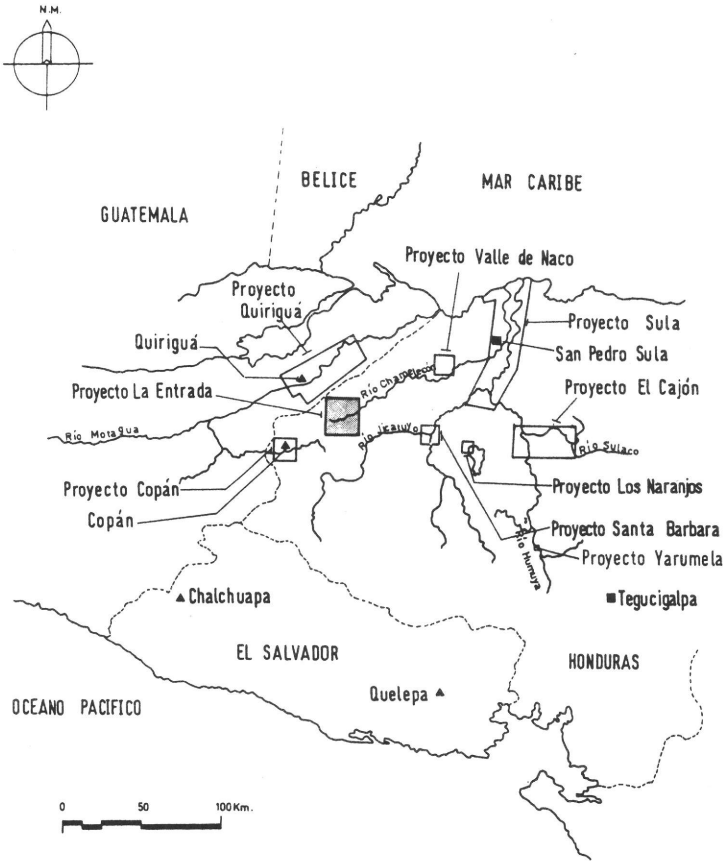 N.M.
BELICE
MAR CARIBE
GUATEMALA
Proyecto Valle de Naco
Proyecto
Quiriguá
Proyecto Sula
Quiriguá
San Pedro Sula
Proyecto La Entrada
Río Chamelecón
Proyecto El Cajón
Río Motagua
Río Jicatuyo
Río Sulaco
Proyecto Copán
Proyecto Los Naranjos
Copán
Proyecto Santa Barbara
Río Humuya
Proyecto Yarumela
Chalchuapa
Tegucigalpa
EL SALVADOR
HONDURAS
Quelepa
OCEANO PACIFICO
0 50 100 Km.